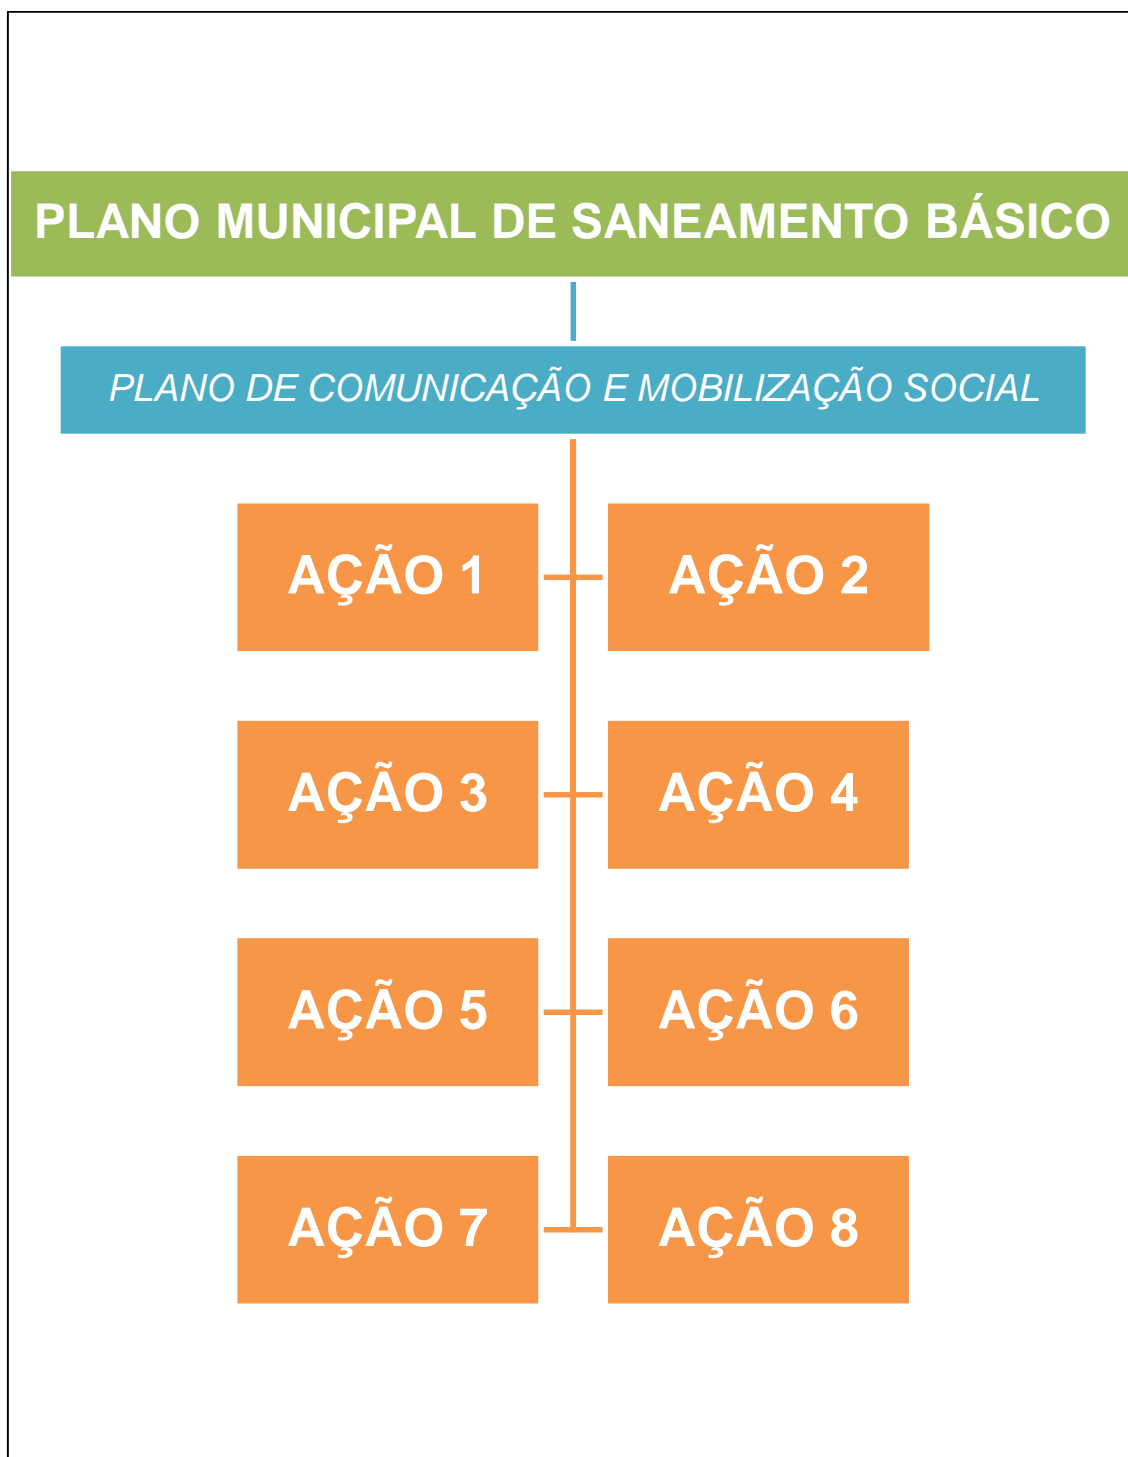 PLANO MUNICIPAL DE SANEAMENTO BÁSICO
PLANO DE COMUNICAÇÃO E MOBILIZAÇÃO SOCIAL
AÇÃO 1
AÇÃO 2
AÇÃO 3
AÇÃO 4
AÇÃO 5
AÇÃO 6
AÇÃO 7
AÇÃO 8